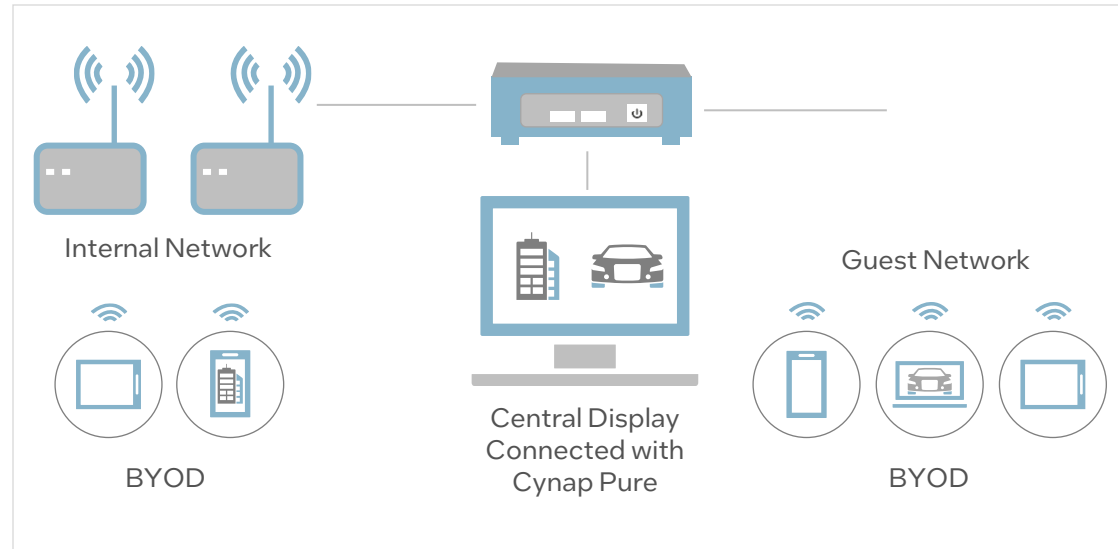 Internal Network
Guest Network
Central Display
Connected with
Cynap Pure
BYOD
BYOD